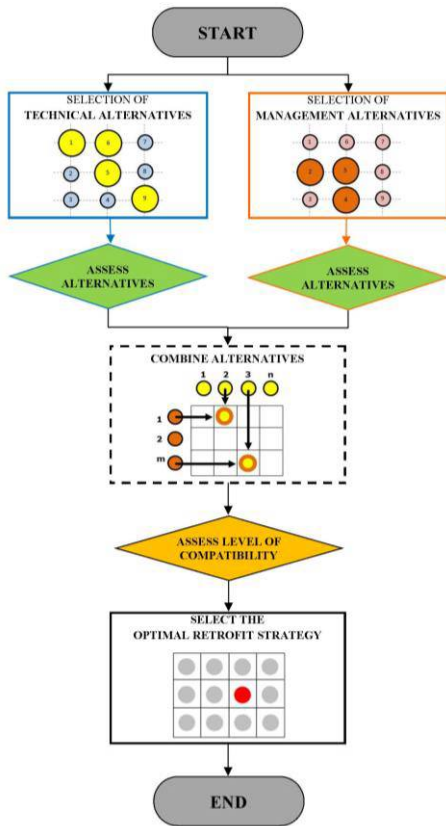 START
SELECTION OF
TECHNICAL ALTERNATIVES
1 6 7
2 5 8
3 4 9
SELECTION OF
MANAGEMENT ALTERNATIVES
1 6 7
2 5 8
3 4 9
ASSESS
ALTERNATIVES
ASSESS
ALTERNATIVES
COMBINE ALTERNATIVES
1 2 3 n
1
2
m
ASSESS LEVEL OF
COMPATIBILITY
SELECT THE
OPTIMAL RETROFIT STRATEGY
END